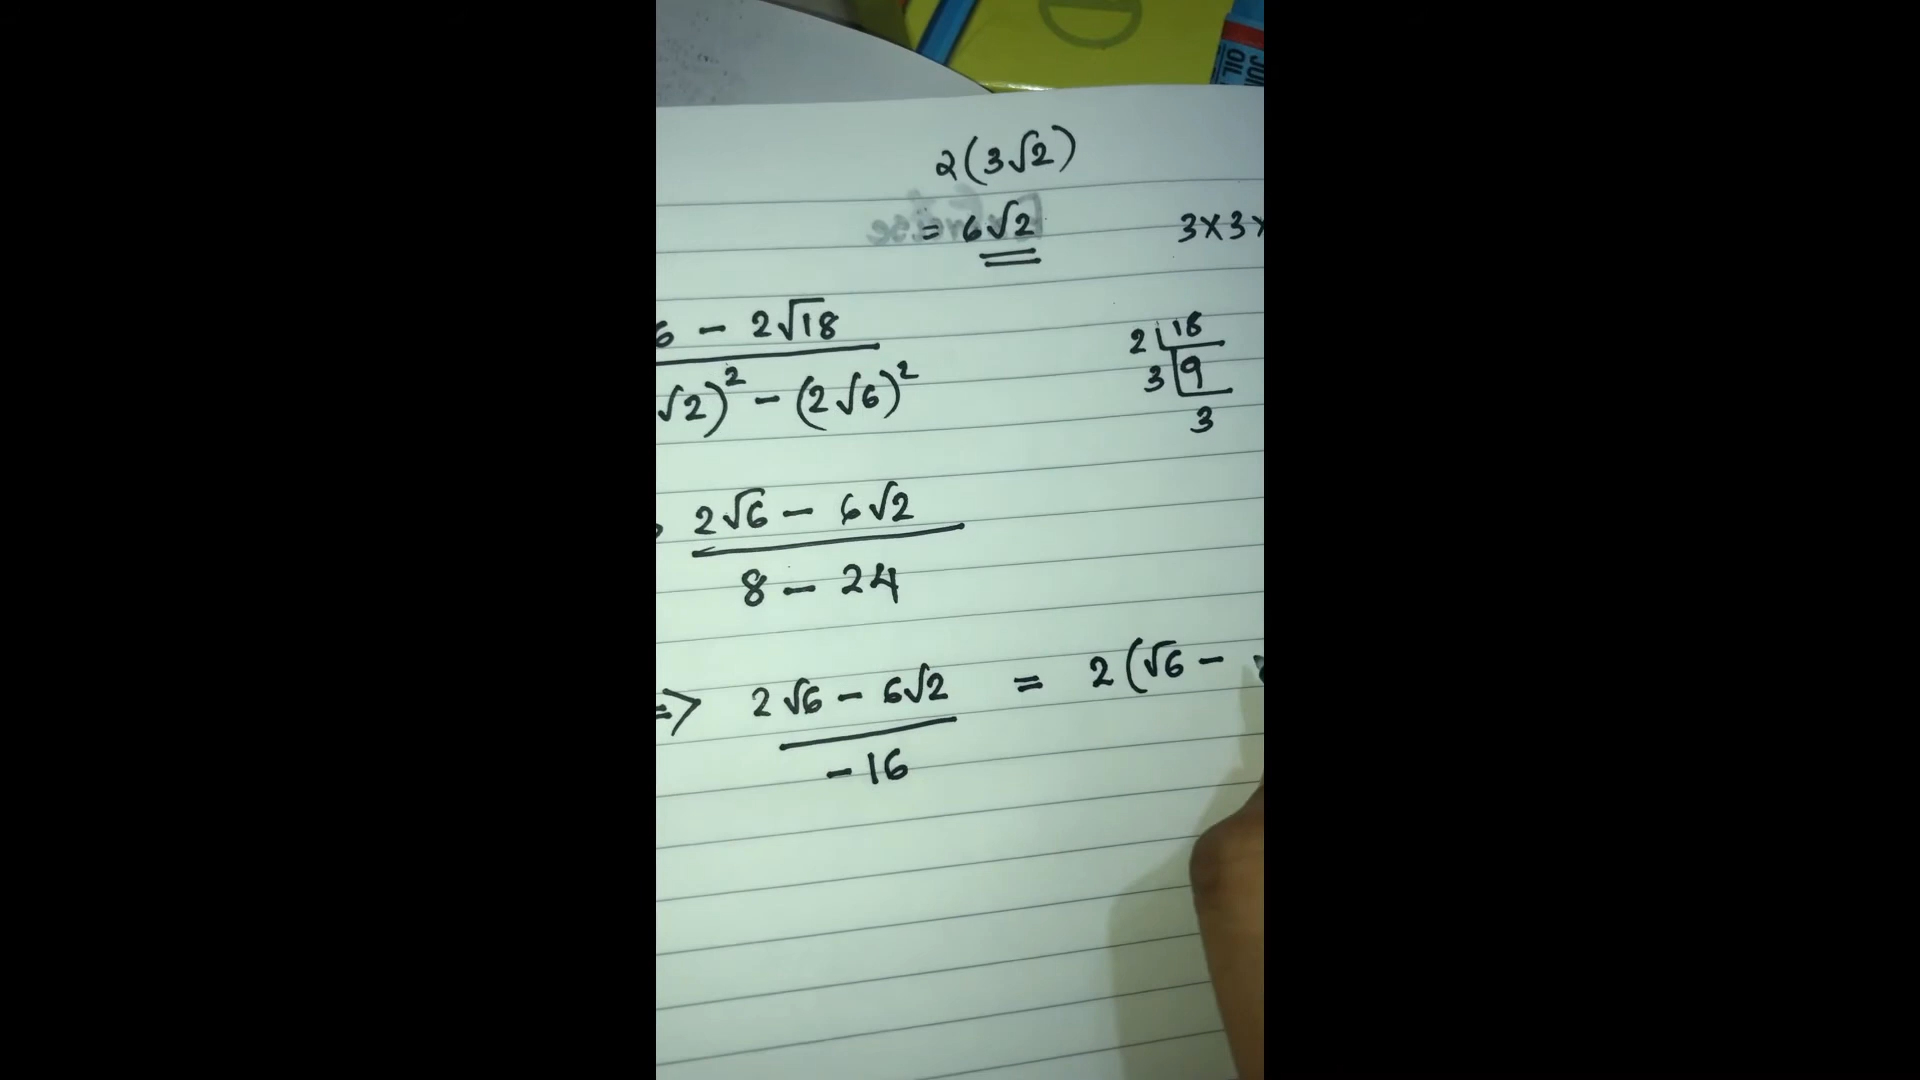 2(3√2)
= 6√2
3×3×
6 - 2√18
√2)² - (2√6)²
2 18
3 9
3
2√6 - 6√2
8 - 24
=> 2√6 - 6√2 = 2(√6 -
-16
OIL